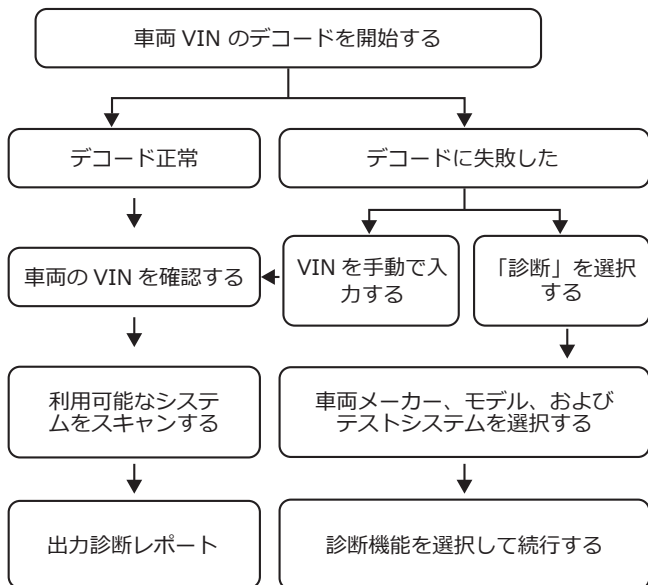 車両 VIN のデコードを開始する
デコード正常
デコードに失敗した
車両の VIN を確認する
VIN を手動で入
力する
「診断」を選択
する
利用可能なシステ
ムをスキャンする
車両メーカー、モデル、および
テストシステムを選択する
出力診断レポート
診断機能を選択して続行する